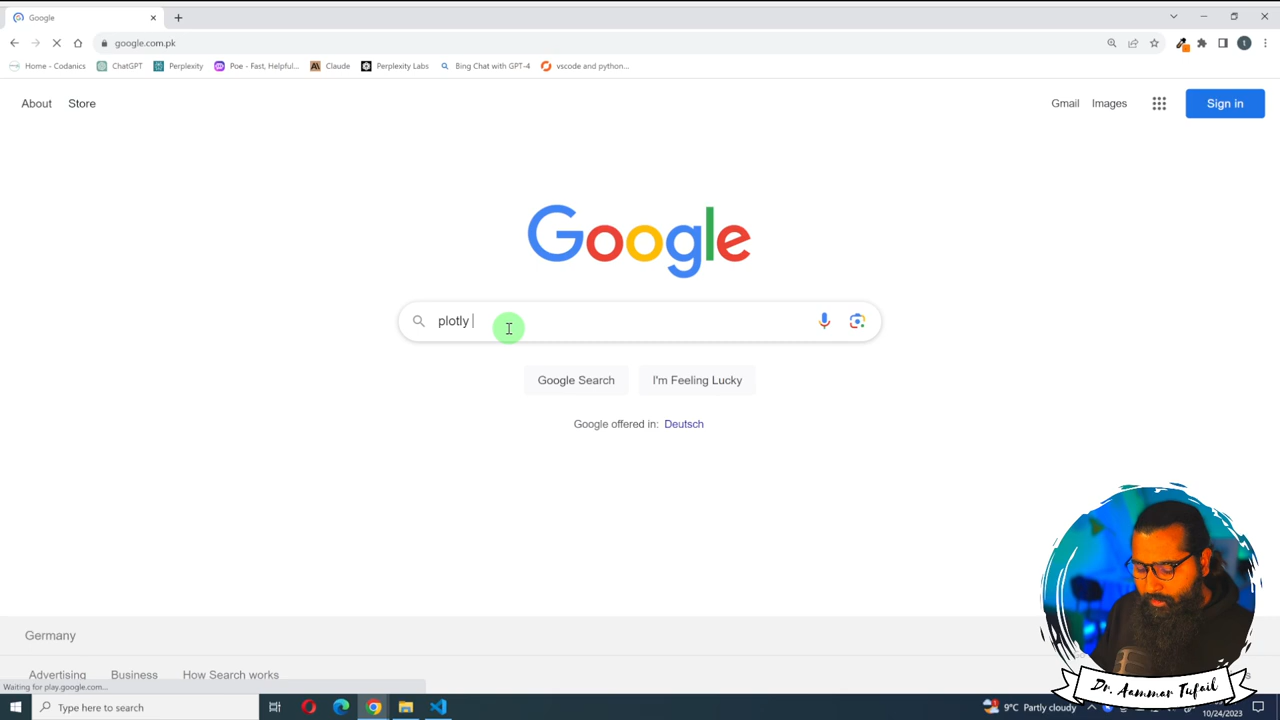 Google
google.com.pk
Home - Codanics
ChatGPT
Perplexity
Poe - Fast, Helpful...
Claude
Perplexity Labs
Bing Chat with GPT-4
vscode and python...
About
Store
Gmail
Images
Sign in
Google
plotly
Google Search
I'm Feeling Lucky
Google offered in: Deutsch
Germany
Advertising
Business
How Search works
Waiting for play.google.com...
Dr. Aammar Tufail
Type here to search
9°C Partly cloudy
10/24/2023